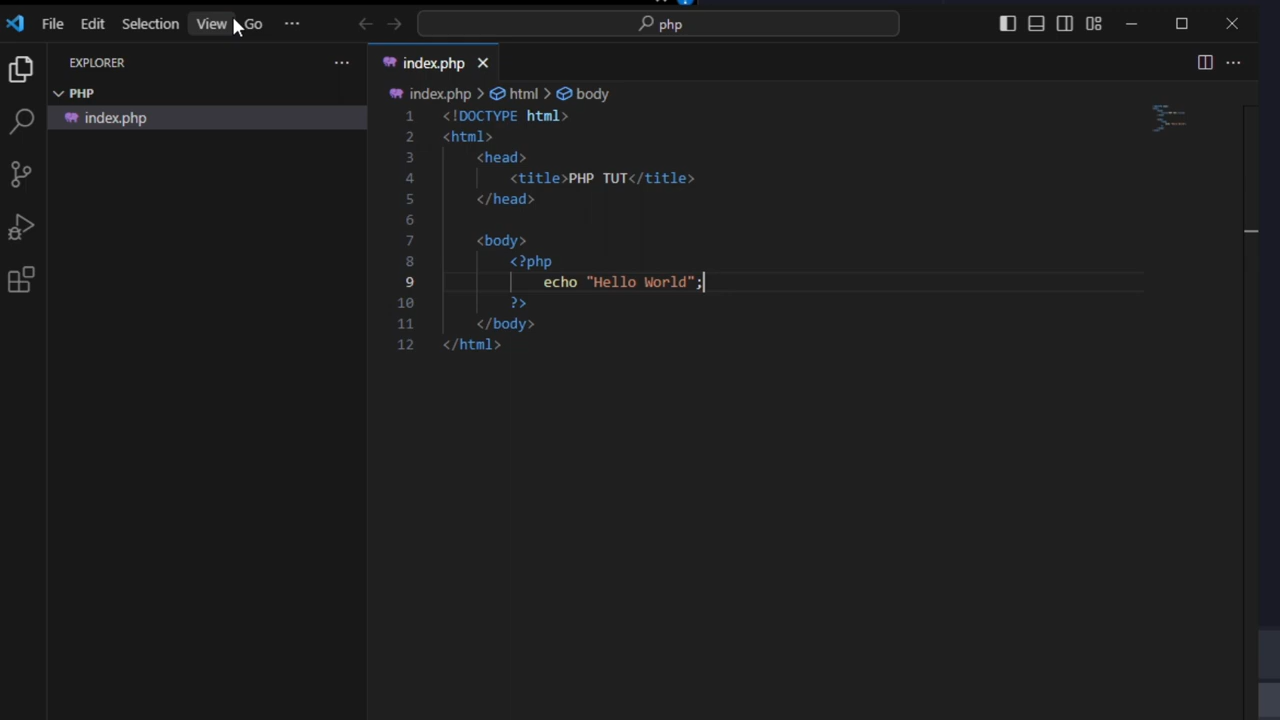 File Edit Selection View Go ··· php
EXPLORER ···
PHP
index.php
index.php
index.php > html > body
1 <!DOCTYPE html>
2 <html>
3     <head>
4         <title>PHP TUT</title>
5     </head>
6
7     <body>
8         <?php
9             echo "Hello World";
10         ?>
11     </body>
12 </html>